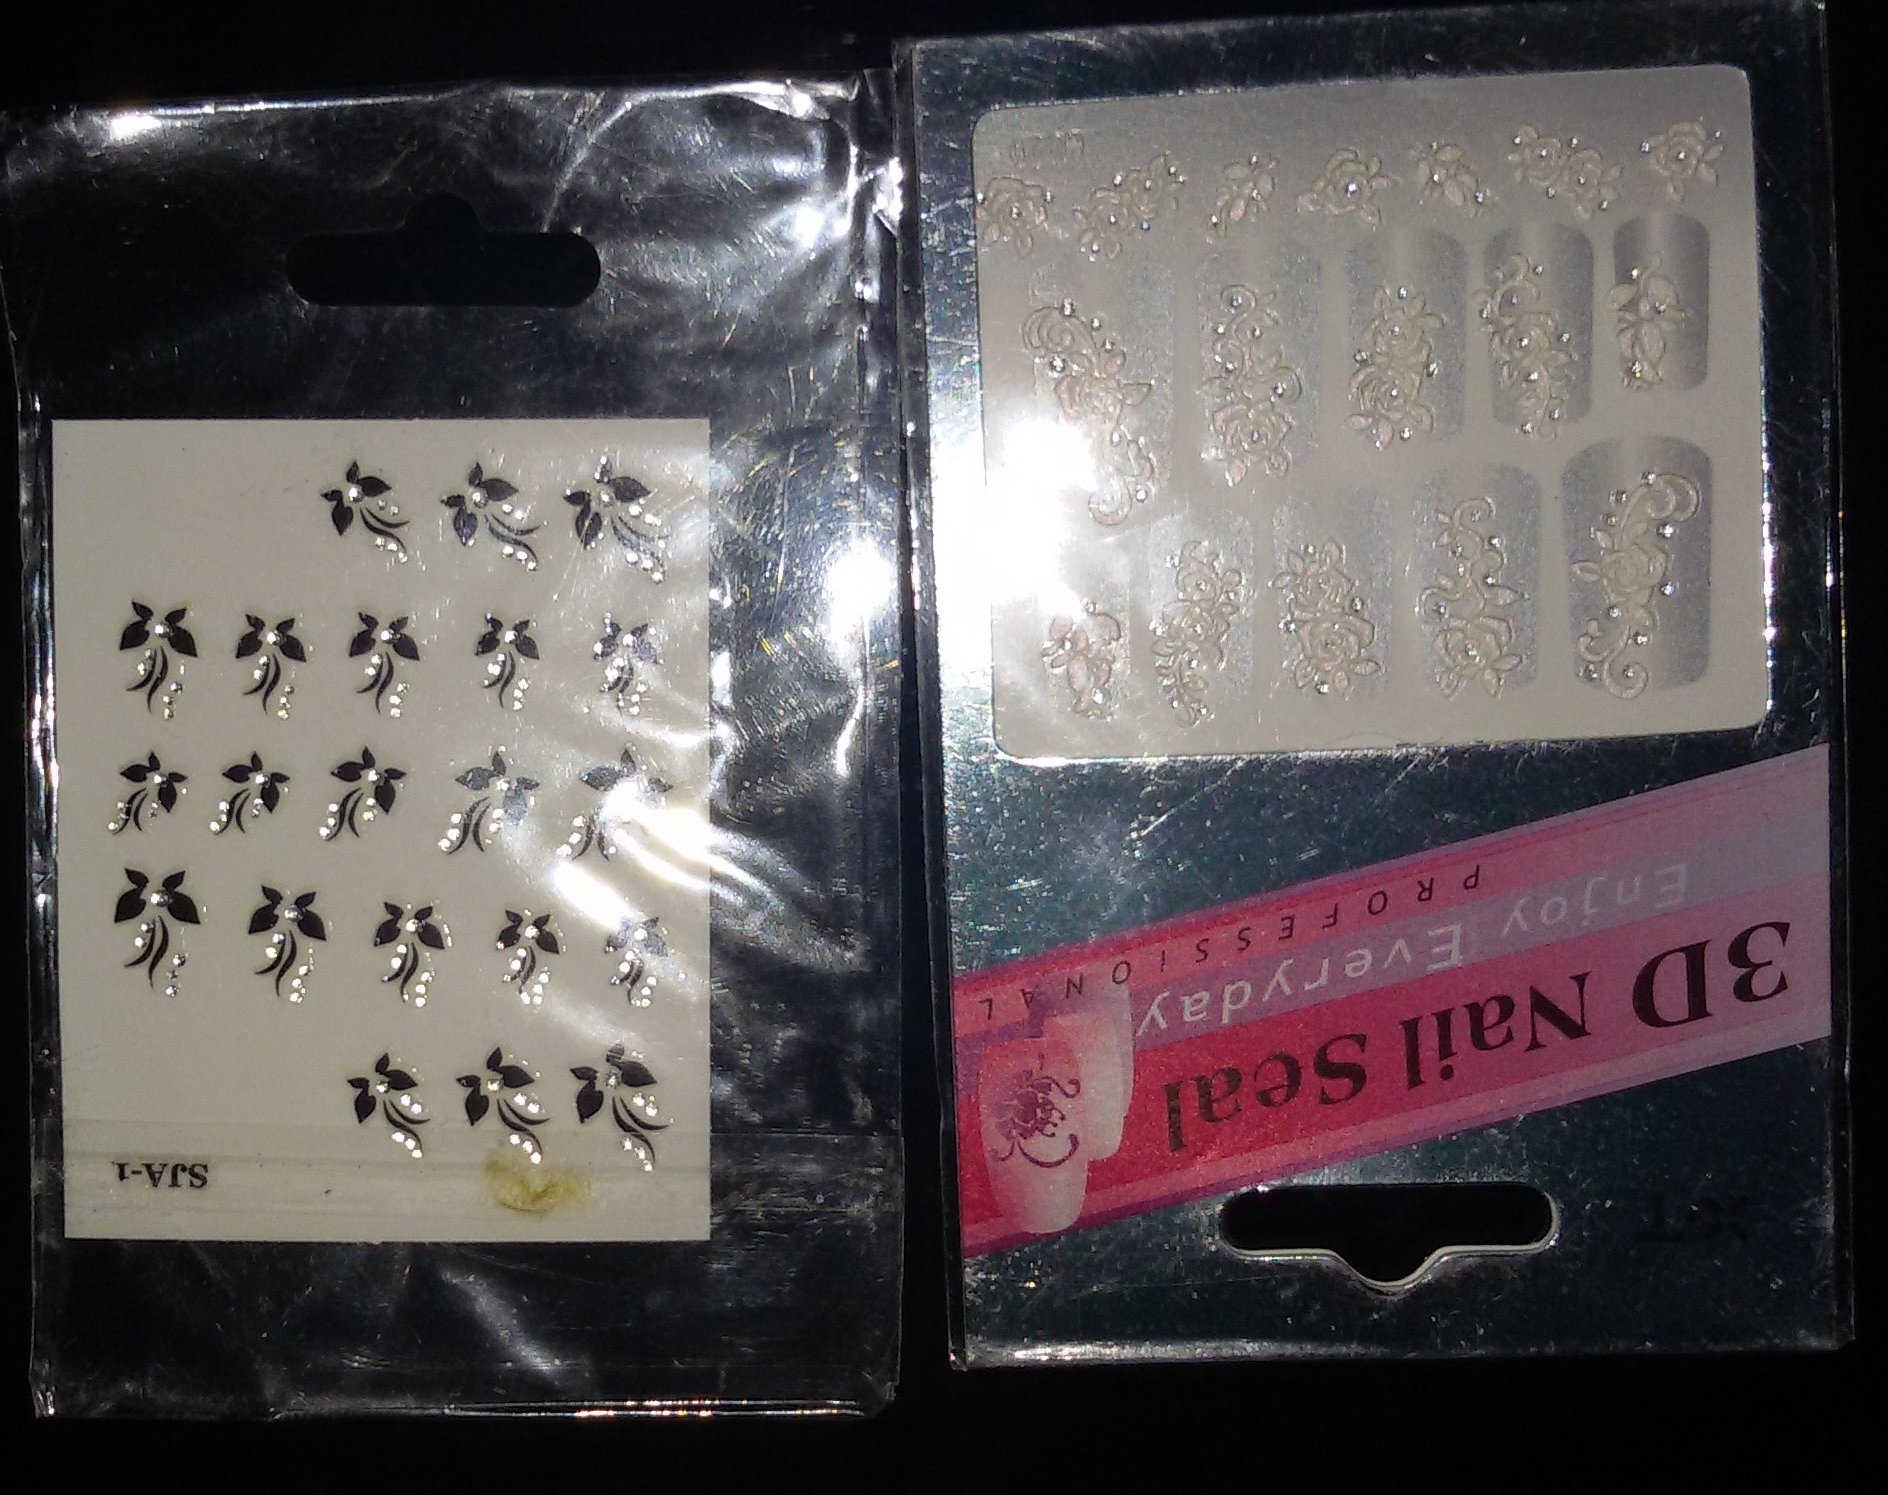 SJA-1
3D Nail Seal
Enjoy Everyday
PROFESSIONAL